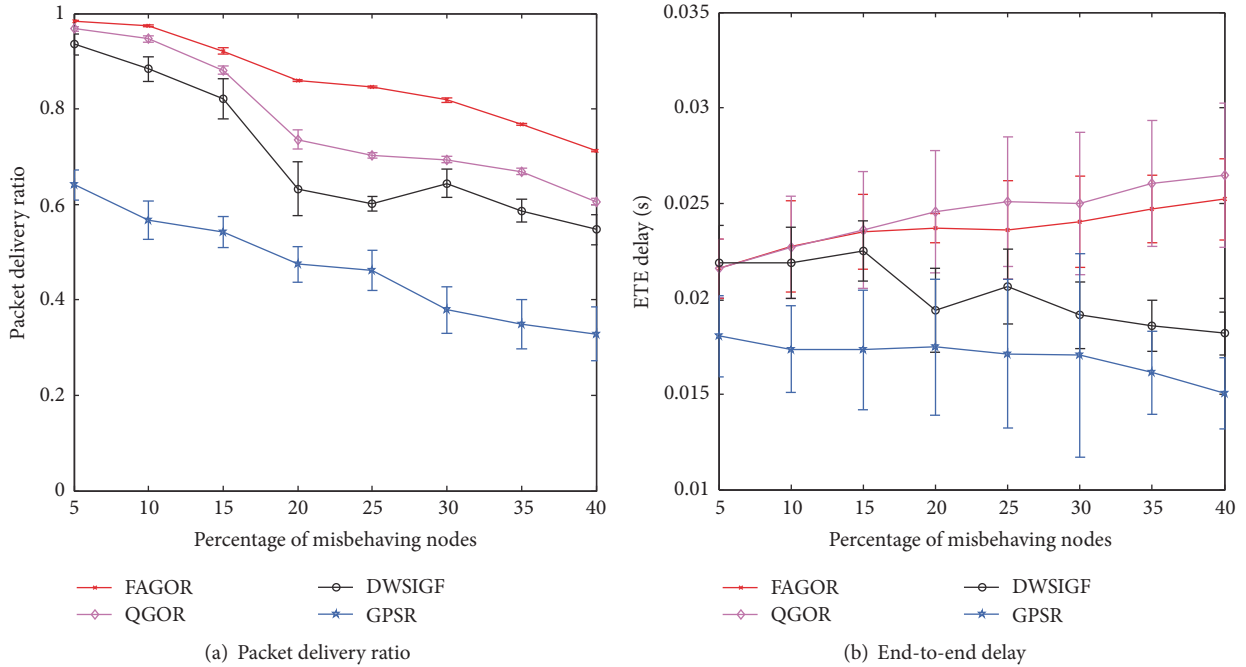 1
0.8
0.6
0.4
0.2
0
Packet delivery ratio
5 10 15 20 25 30 35 40
Percentage of misbehaving nodes
FAGOR
QGOR
DWSIGF
GPSR
(a) Packet delivery ratio
0.035
0.03
0.025
0.02
0.015
0.01
ETE delay (s)
5 10 15 20 25 30 35 40
Percentage of misbehaving nodes
FAGOR
QGOR
DWSIGF
GPSR
(b) End-to-end delay